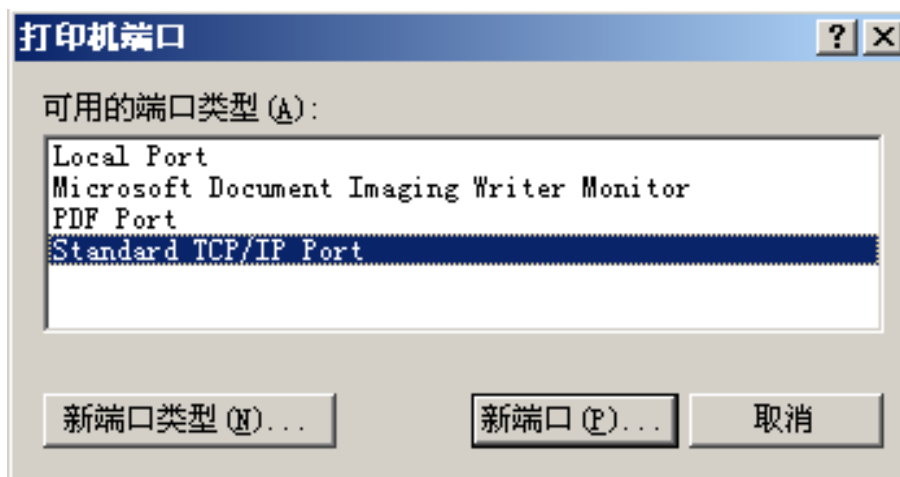 打印机端口
可用的端口类型(A):
Local Port
Microsoft Document Imaging Writer Monitor
PDF Port
Standard TCP/IP Port
新端口类型(N)... 新端口(P)... 取消